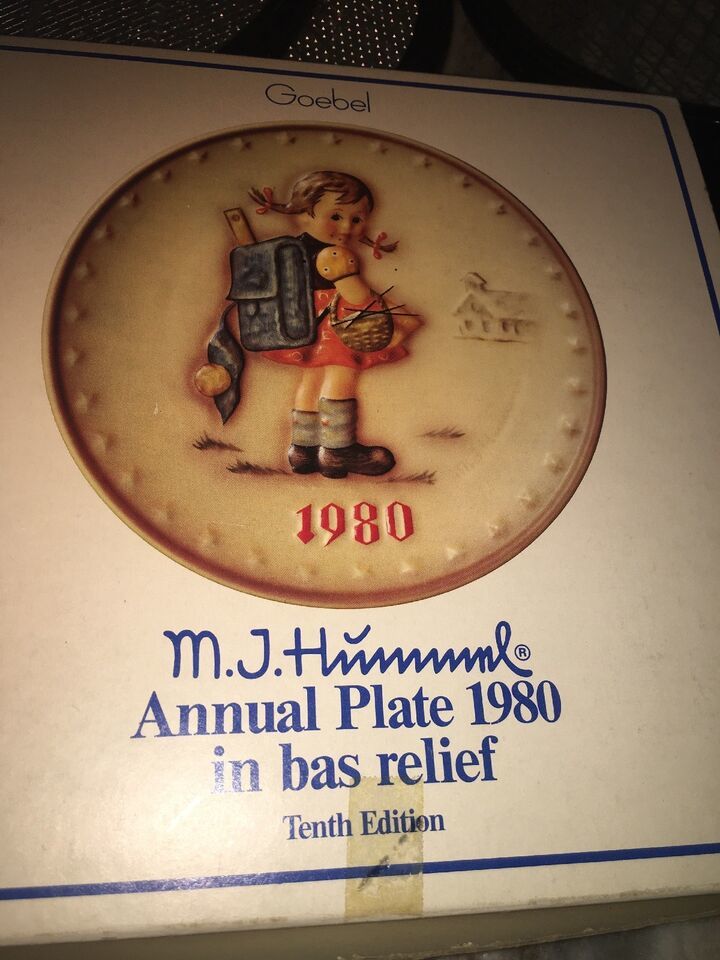 Goebel
1980
M.J. Hummel®
Annual Plate 1980
in bas relief
Tenth Edition